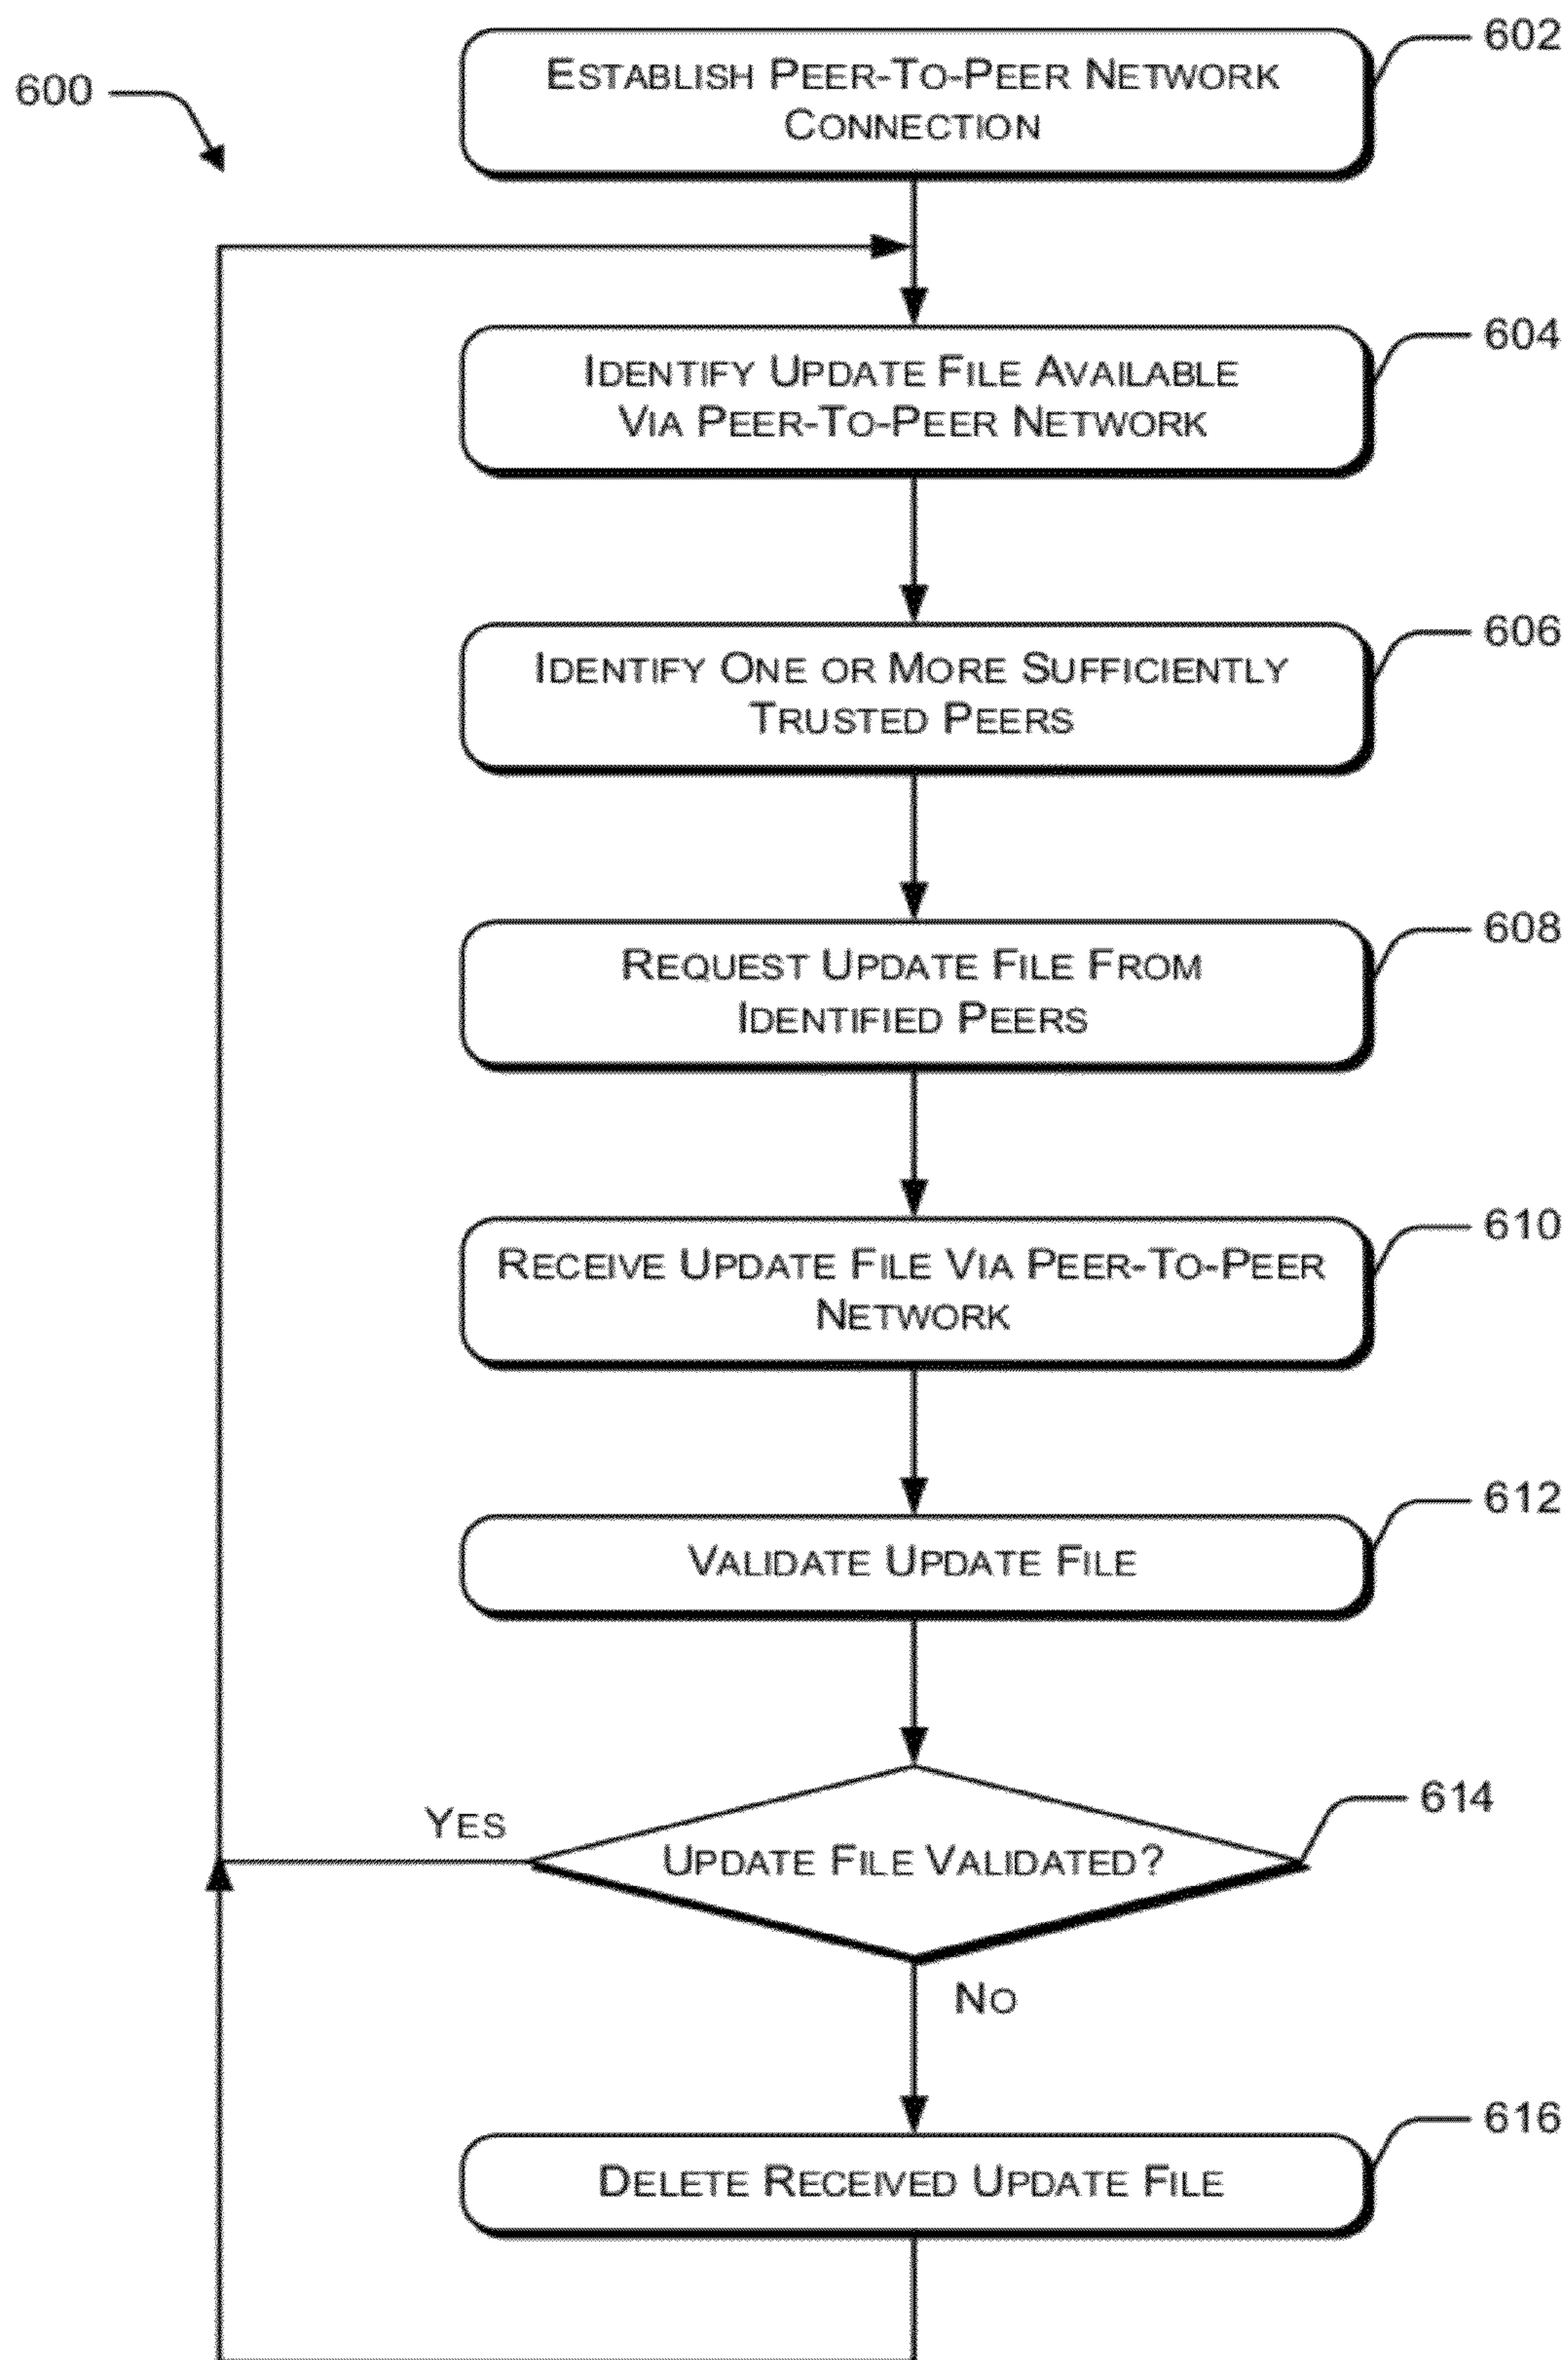 600
602
ESTABLISH PEER-TO-PEER NETWORK
CONNECTION
604
IDENTIFY UPDATE FILE AVAILABLE
VIA PEER-TO-PEER NETWORK
606
IDENTIFY ONE OR MORE SUFFICIENTLY
TRUSTED PEERS
608
REQUEST UPDATE FILE FROM
IDENTIFIED PEERS
610
RECEIVE UPDATE FILE VIA PEER-TO-PEER
NETWORK
612
VALIDATE UPDATE FILE
614
YES
UPDATE FILE VALIDATED?
NO
616
DELETE RECEIVED UPDATE FILE